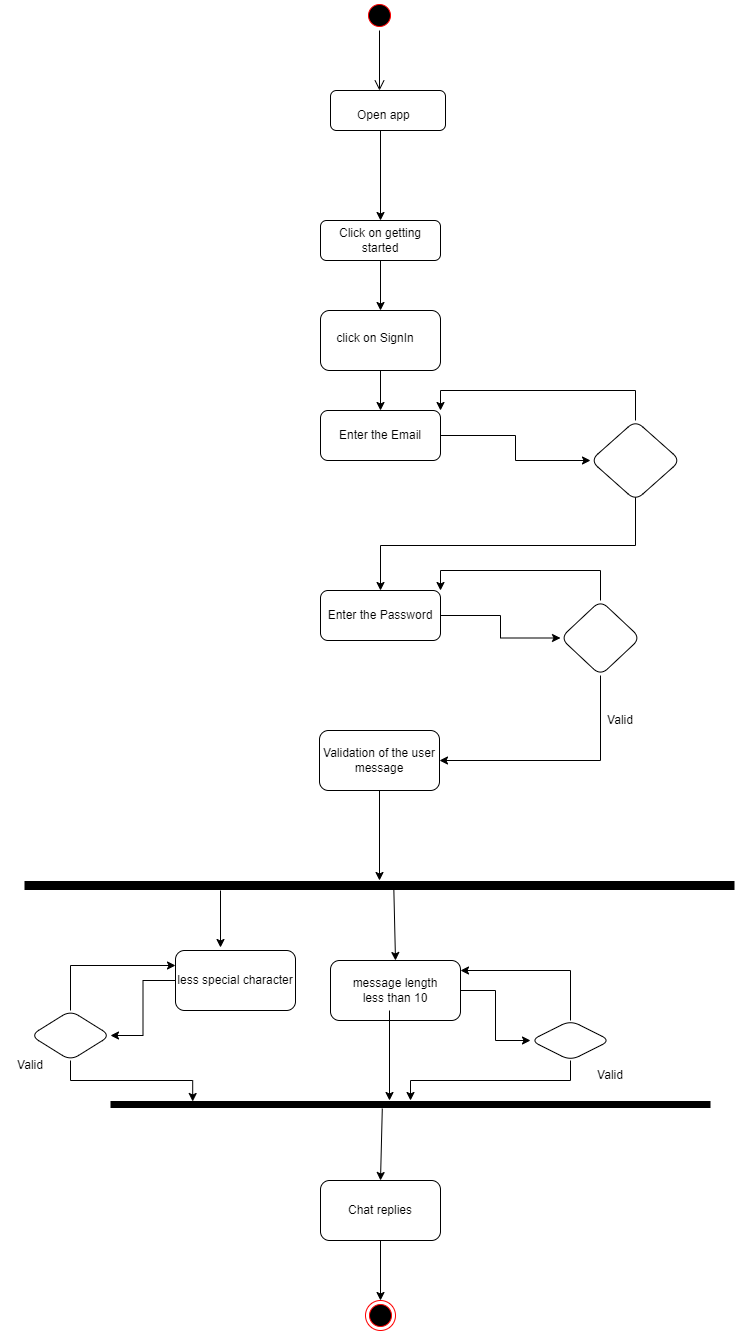 Open app
Click on getting
started
click on SignIn
Enter the Email
Enter the Password
Valid
Validation of the user
message
less special character
message length
less than 10
Valid
Valid
Chat replies